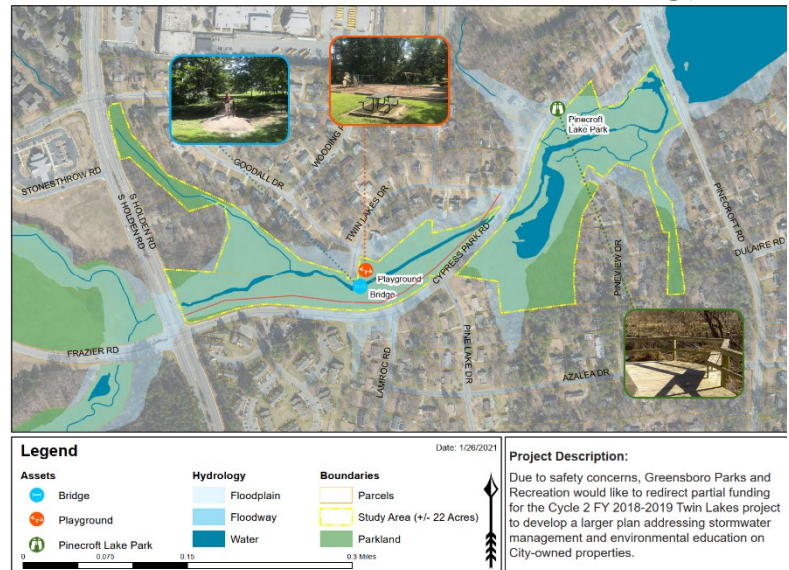 Pinecroft
Lake Park
GOODALL DR
STONESTHROW RD
S HOLDEN RD
S HOLDEN RD
TWIN LAKES DR
PINECROFT RD
DULAIRE RD
CYPRESS PARK RD
PINEVIEW DR
Playground
Bridge
FRAZIER RD
LAMROC RD
PINE LAKE DR
AZALEA DR
Legend
Date: 1/26/2021
Assets
Bridge
Playground
Pinecroft Lake Park
Hydrology
Floodplain
Floodway
Water
Boundaries
Parcels
Study Area (+/- 22 Acres)
Parkland
0 0.075 0.15 0.3 Miles
Project Description:
Due to safety concerns, Greensboro Parks and
Recreation would like to redirect partial funding
for the Cycle 2 FY 2018-2019 Twin Lakes project
to develop a larger plan addressing stormwater
management and environmental education on
City-owned properties.